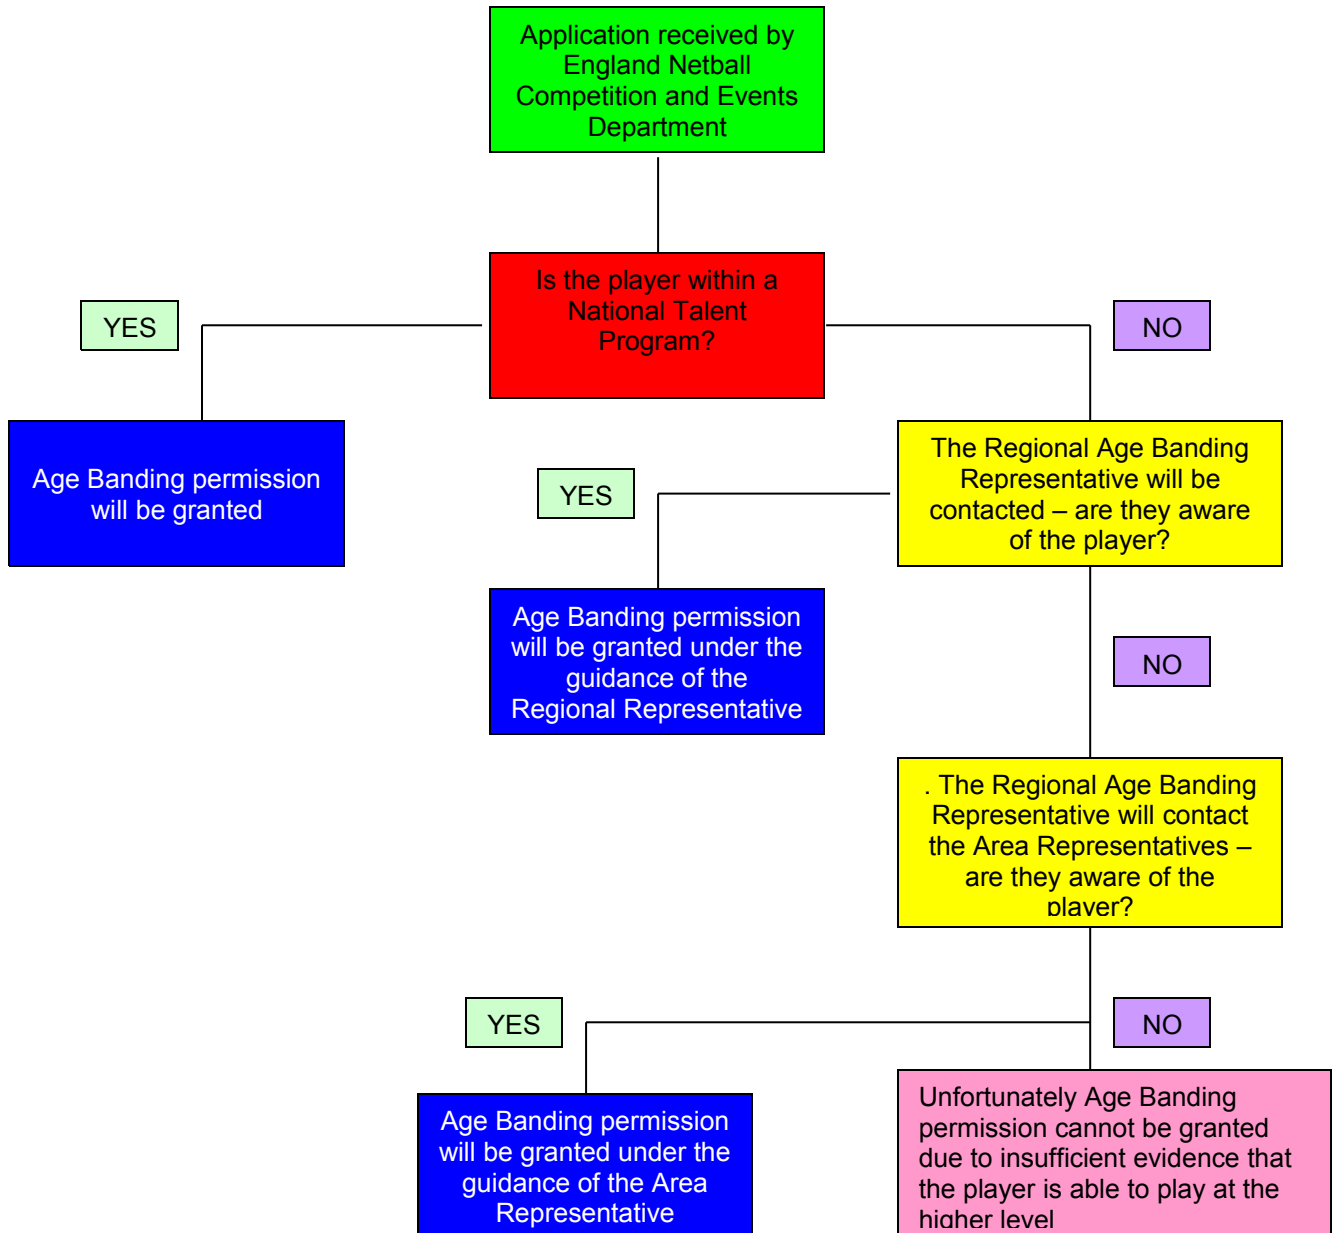 Application received by
England Netball
Competition and Events
Department
Is the player within a
National Talent
Program?
YES
NO
Age Banding permission
will be granted
The Regional Age Banding
Representative will be
contacted – are they aware
of the player?
YES
Age Banding permission
will be granted under the
guidance of the
Regional Representative
NO
. The Regional Age Banding
Representative will contact
the Area Representatives –
are they aware of the
player?
YES
NO
Age Banding permission
will be granted under the
guidance of the Area
Representative
Unfortunately Age Banding
permission cannot be granted
due to insufficient evidence that
the player is able to play at the
higher level